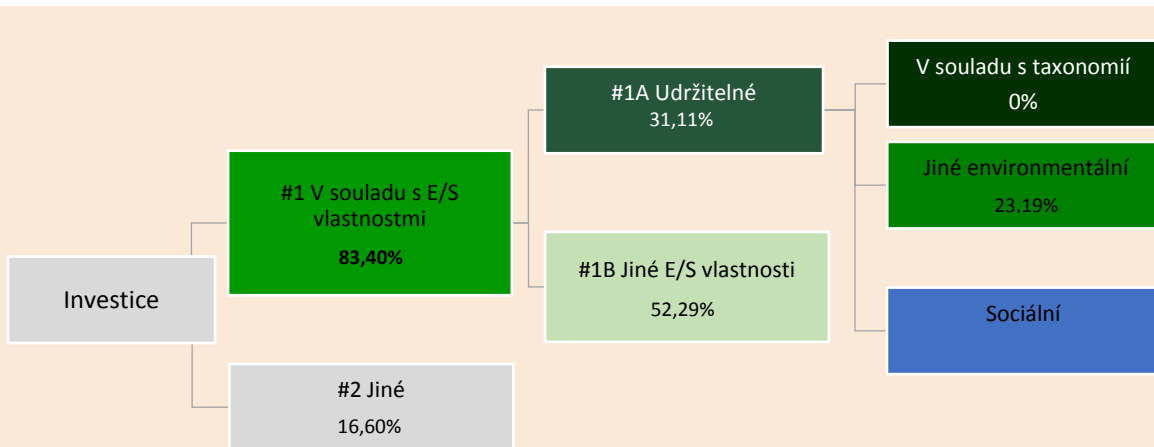 Investice
#1 V souladu s E/S
vlastnostmi
83,40%
#2 Jiné
16,60%
#1A Udržitelné
31,11%
#1B Jiné E/S vlastnosti
52,29%
V souladu s taxonomií
0%
Jiné environmentální
23,19%
Sociální